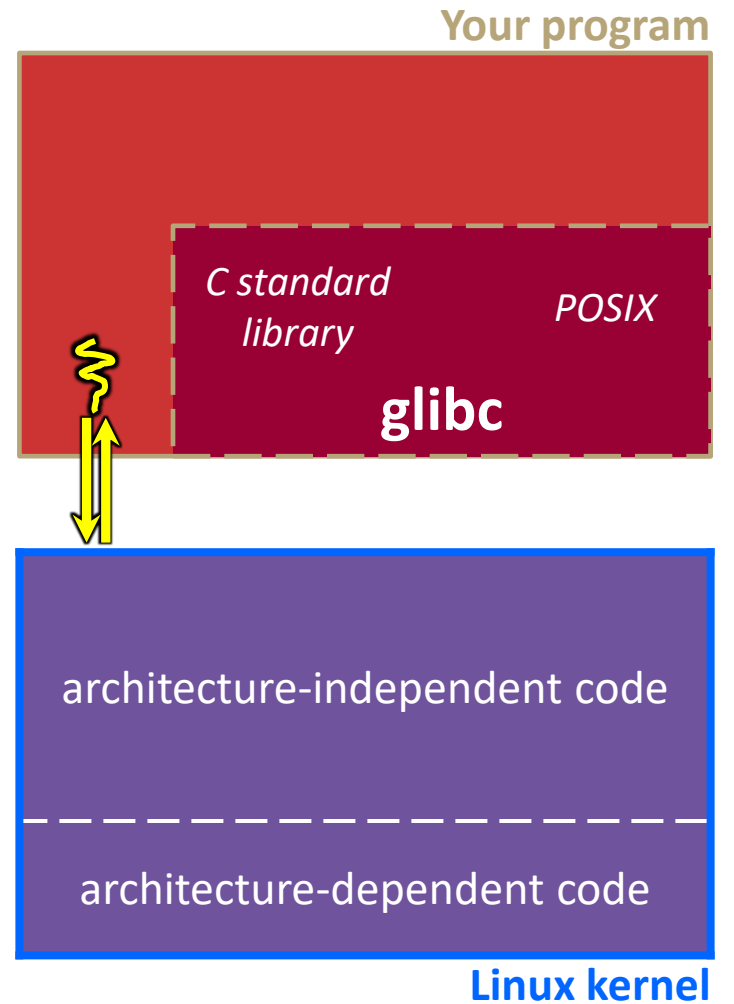 Your program
C standard
library
POSIX
glibc
architecture-independent code
architecture-dependent code
Linux kernel